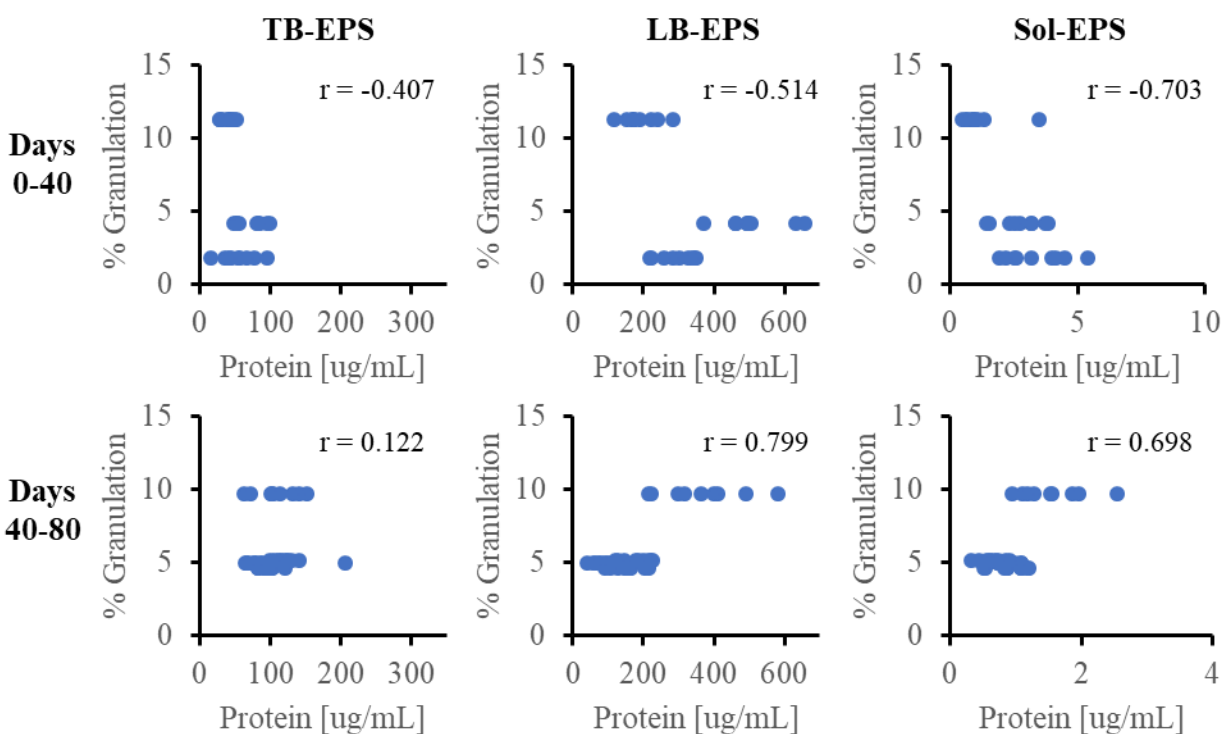 TB-EPS LB-EPS Sol-EPS
Days
0-40
% Granulation
15
10
5
0
r = -0.407
0 100 200 300
Protein [ug/mL]
% Granulation
15
10
5
0
r = -0.514
0 200 400 600
Protein [ug/mL]
% Granulation
15
10
5
0
r = -0.703
0 5 10
Protein [ug/mL]
Days
40-80
% Granulation
15
10
5
0
r = 0.122
0 100 200 300
Protein [ug/mL]
% Granulation
15
10
5
0
r = 0.799
0 200 400 600
Protein [ug/mL]
% Granulation
15
10
5
0
r = 0.698
0 2 4
Protein [ug/mL]